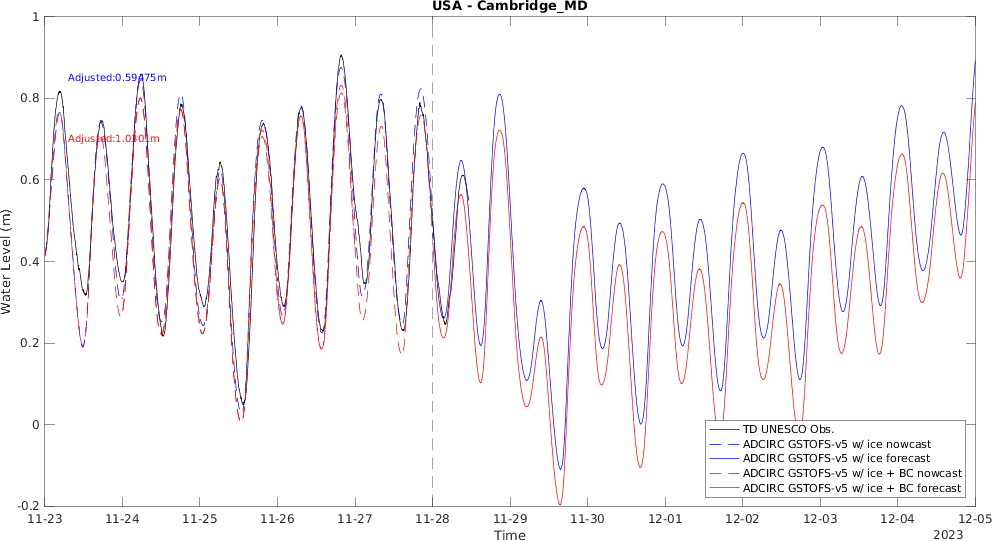 USA - Cambridge_MD
Water Level (m)
1
0.8
0.6
0.4
0.2
0
-0.2
Adjusted:0.59475m
11-23
11-24
11-25
11-26
11-27
11-28
11-29
11-30
12-01
12-02
12-03
12-04
12-05
Time
2023
TD UNESCO Obs.
ADCIRC GSTOFS-v5 w/ ice nowcast
ADCIRC GSTOFS-v5 w/ ice forecast
ADCIRC GSTOFS-v5 w/ ice + BC nowcast
ADCIRC GSTOFS-v5 w/ ice + BC forecast